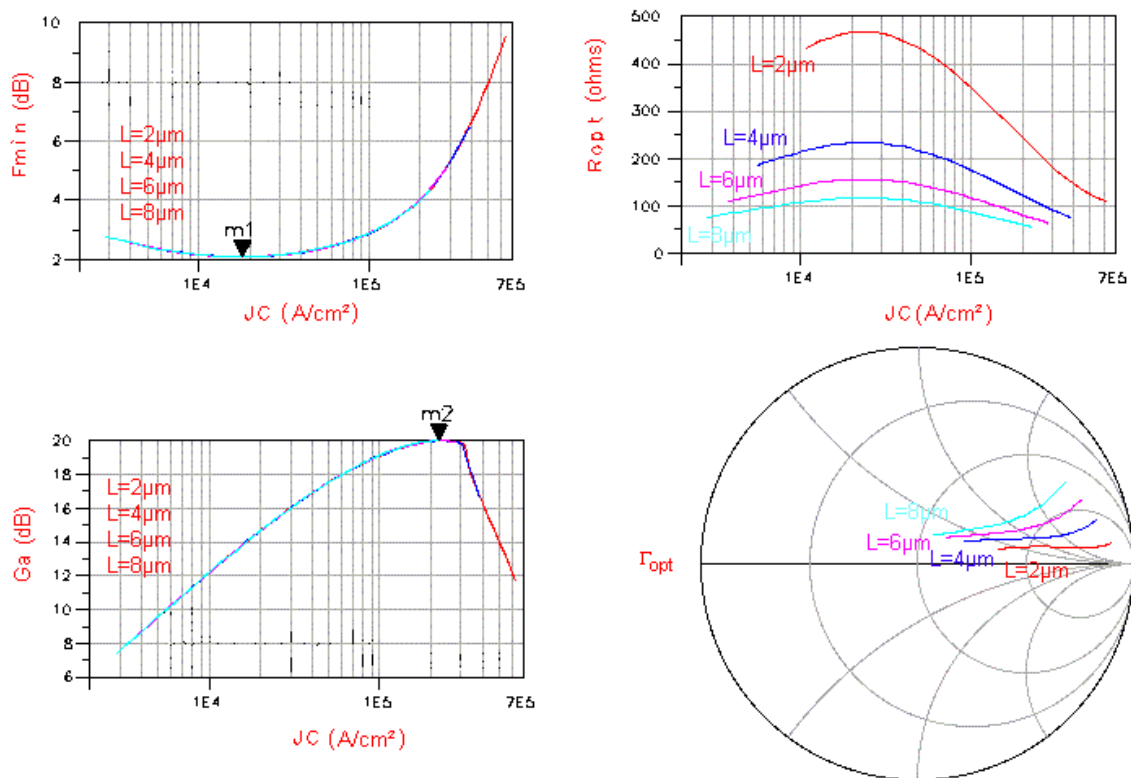 10
8
6
4
2
Fmin (dB)
L=2µm
L=4µm
L=6µm
L=8µm
m1
1E4
1E5
7E5
JC (A/cm²)
500
400
300
200
100
0
Ropt (ohms)
L=2µm
L=4µm
L=6µm
L=8µm
1E4
1E5
7E5
JC(A/cm²)
20
18
16
14
12
10
8
6
Ga (dB)
L=2µm
L=4µm
L=6µm
L=8µm
m2
1E4
1E5
7E5
JC (A/cm²)
Γopt
L=8µm
L=6µm
L=4µm
L=2µm